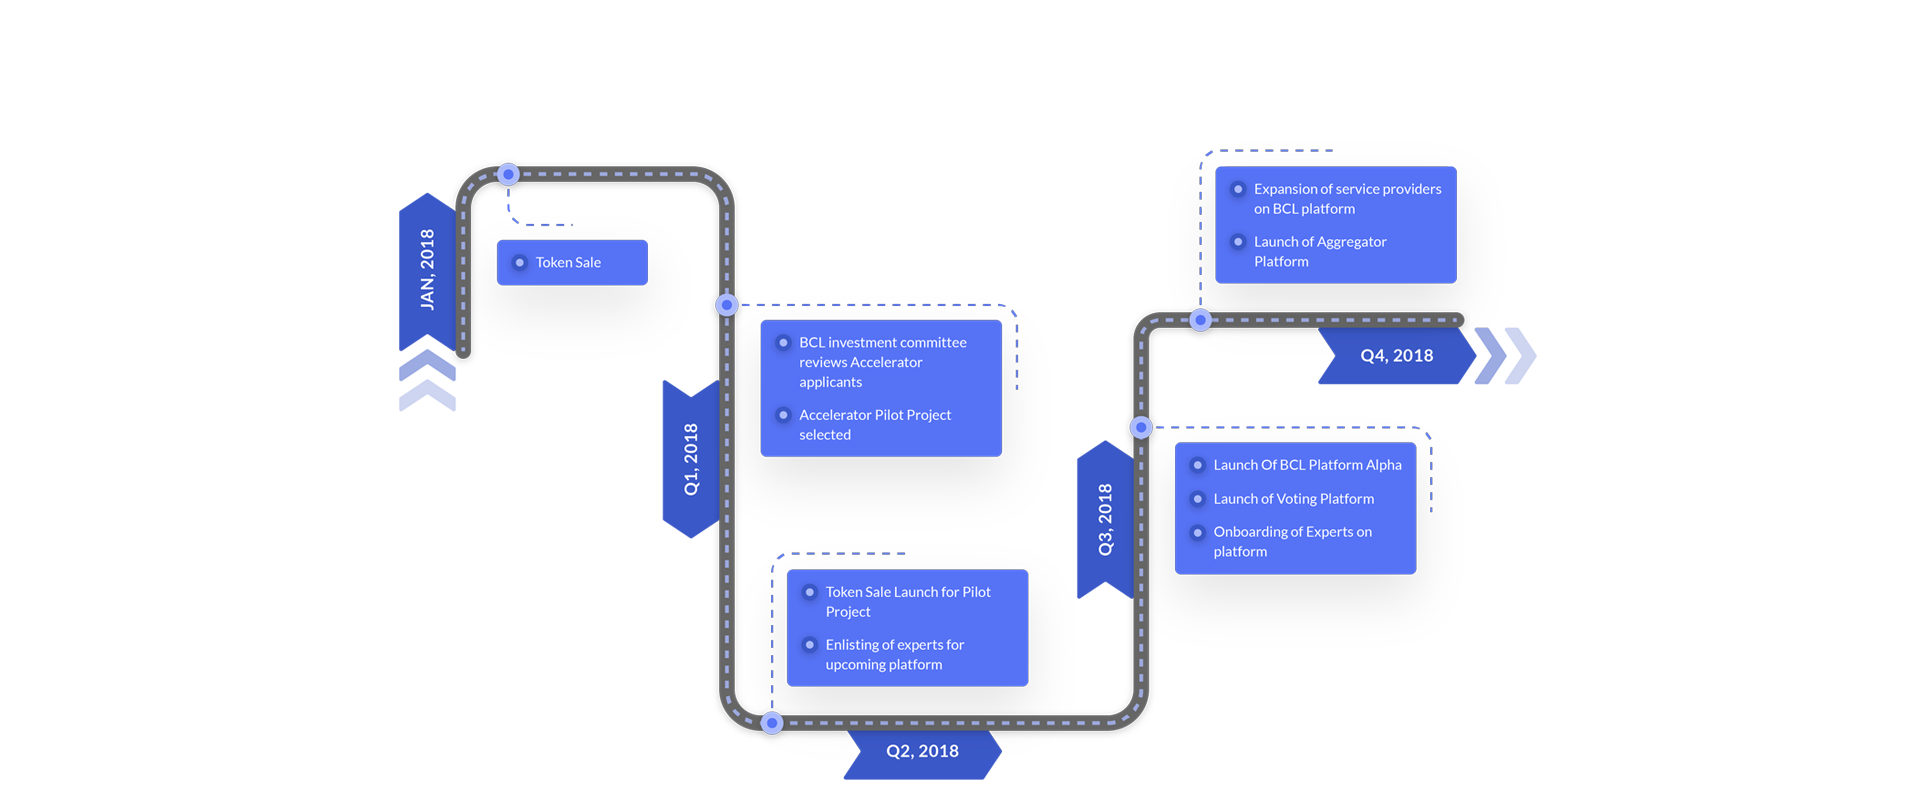 JAN, 2018
Token Sale
Q1, 2018
BCL investment committee
reviews Accelerator
applicants
Accelerator Pilot Project
selected
Q2, 2018
Token Sale Launch for Pilot
Project
Enlisting of experts for
upcoming platform
Q3, 2018
Launch Of BCL Platform Alpha
Launch of Voting Platform
Onboarding of Experts on
platform
Q4, 2018
Expansion of service providers
on BCL platform
Launch of Aggregator
Platform